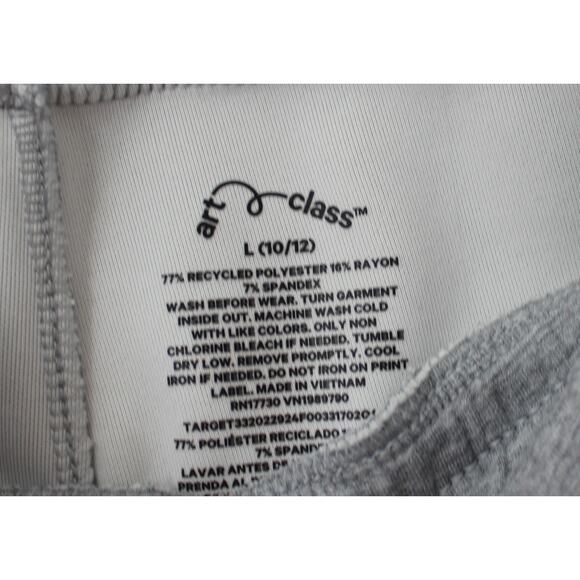 art class™
L (10/12)
77% RECYCLED POLYESTER 16% RAYON
7% SPANDEX
WASH BEFORE WEAR. TURN GARMENT
INSIDE OUT. MACHINE WASH COLD
WITH LIKE COLORS. ONLY NON
CHLORINE BLEACH IF NEEDED. TUMBLE
DRY LOW. REMOVE PROMPTLY. COOL
IRON IF NEEDED. DO NOT IRON ON PRINT
LABEL. MADE IN VIETNAM
RN17730 VN1989790
TARGET332022924F003317020
77% POLIÉSTER RECICLADO
7% SPANDE
LAVAR ANTES DE
PRENDA AL